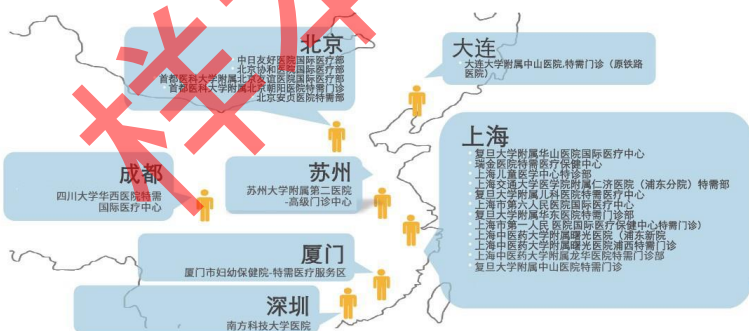 样
北京
中日友好医院国际医疗部
北京协和医院国际医疗部
首都医科大学附属北京友谊医院国际医疗部
首都医科大学附属北京朝阳医院特需门诊
北京安贞医院特需部
大连
大连大学附属中山医院,特需门诊（原铁路
医院）
上海
复旦大学附属华山医院国际医疗中心
瑞金医院特需医疗保健中心
上海儿童医学中心特诊部
上海交通大学医学院附属仁济医院（浦东分院）特需部
复旦大学附属儿科医院特需医疗中心
上海市第六人民医院国际医疗中心
复旦大学附属华东医院特需门诊部
上海市第一人民医院国际医疗保健中心特需门诊）
上海中医药大学附属曙光医院（浦东新院
上海中医药大学附属曙光医院浦西特需门诊
上海中医药大学附属龙华医院特需门诊部
复旦大学附属中山医院特需门诊
成都
四川大学华西医院特需
国际医疗中心
苏州
苏州大学附属第二医院
-高级门诊中心
厦门
厦门市妇幼保健院-特需医疗服务区
深圳
南方科技大学医院